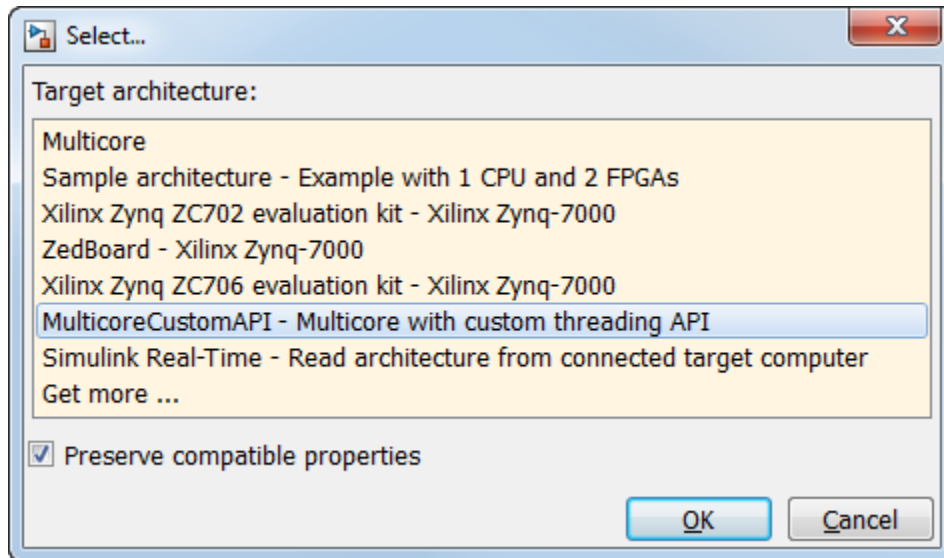 Select...
Target architecture:
Multicore
Sample architecture - Example with 1 CPU and 2 FPGAs
Xilinx Zynq ZC702 evaluation kit - Xilinx Zynq-7000
ZedBoard - Xilinx Zynq-7000
Xilinx Zynq ZC706 evaluation kit - Xilinx Zynq-7000
MulticoreCustomAPI - Multicore with custom threading API
Simulink Real-Time - Read architecture from connected target computer
Get more ...
Preserve compatible properties
OK Cancel